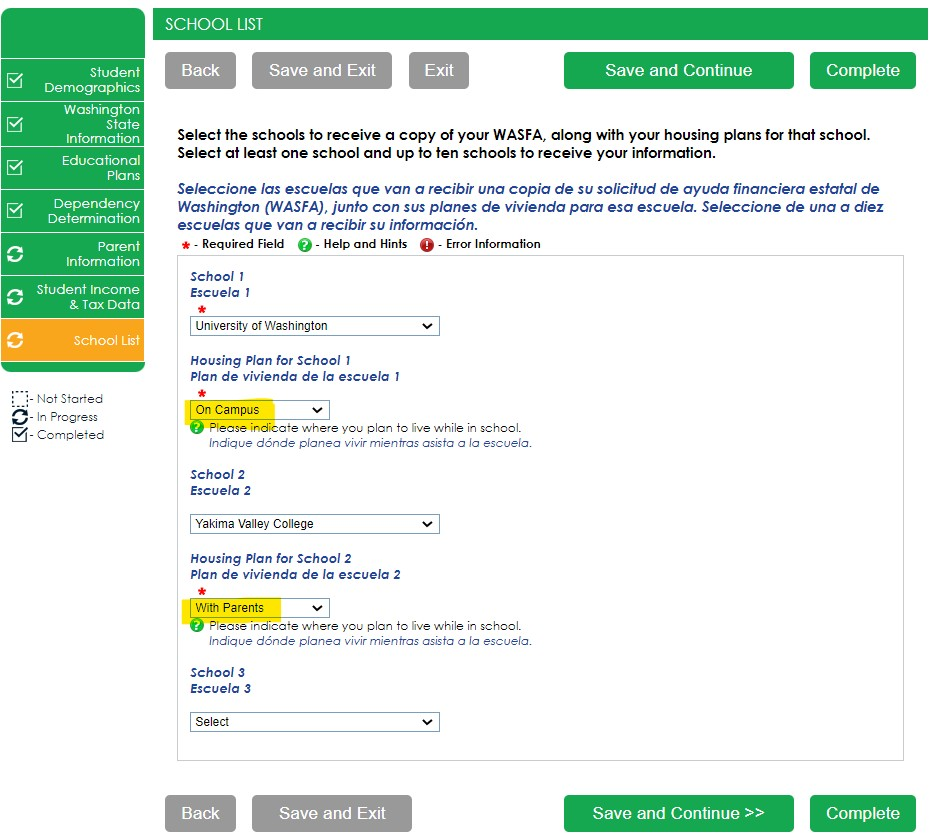 SCHOOL LIST
Back
Save and Exit
Exit
Save and Continue
Complete
Student
Demographics
Washington
State
Information
Educational
Plans
Dependency
Determination
Parent
Information
Student Income
& Tax Data
School List
- Not Started
- In Progress
- Completed
Select the schools to receive a copy of your WASFA, along with your housing plans for that school.
Select at least one school and up to ten schools to receive your information.
Seleccione las escuelas que van a recibir una copia de su solicitud de ayuda financiera estatal de
Washington (WASFA), junto con sus planes de vivienda para esa escuela. Seleccione de una a diez
escuelas que van a recibir su información.
* - Required Field ? - Help and Hints ! - Error Information
School 1
Escuela 1
*
University of Washington
Housing Plan for School 1
Plan de vivienda de la escuela 1
*
On Campus
? Please indicate where you plan to live while in school.
Indique dónde planea vivir mientras asista a la escuela.
School 2
Escuela 2
Yakima Valley College
Housing Plan for School 2
Plan de vivienda de la escuela 2
*
With Parents
? Please indicate where you plan to live while in school.
Indique dónde planea vivir mientras asista a la escuela.
School 3
Escuela 3
Select
Back
Save and Exit
Save and Continue >>
Complete